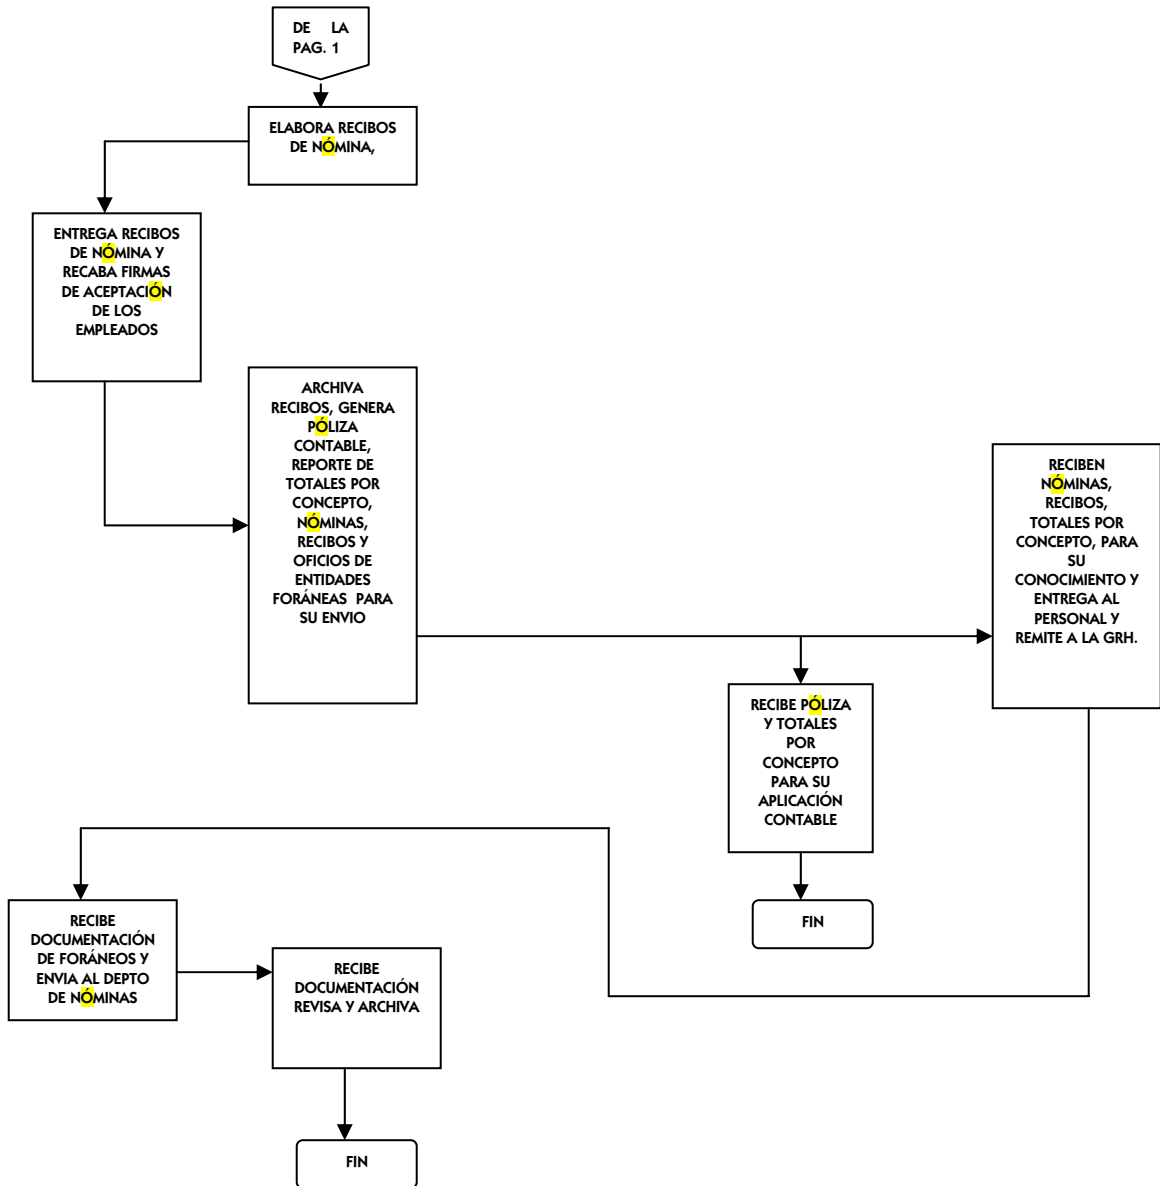 DE LA
PAG. 1
ELABORA RECIBOS
DE NÓMINA,
ENTREGA RECIBOS
DE NÓMINA Y
RECABA FIRMAS
DE ACEPTACIÓN
DE LOS
EMPLEADOS
ARCHIVA
RECIBOS, GENERA
PÓLIZA
CONTABLE,
REPORTE DE
TOTALES POR
CONCEPTO,
NÓMINAS,
RECIBOS Y
OFICIOS DE
ENTIDADES
FORÁNEAS PARA
SU ENVIO
RECIBEN
NÓMINAS,
RECIBOS,
TOTALES POR
CONCEPTO, PARA
SU
CONOCIMIENTO Y
ENTREGA AL
PERSONAL Y
REMITE A LA GRH.
RECIBE PÓLIZA
Y TOTALES
POR
CONCEPTO
PARA SU
APLICACIÓN
CONTABLE
FIN
RECIBE
DOCUMENTACIÓN
DE FORÁNEOS Y
ENVIA AL DEPTO
DE NÓMINAS
RECIBE
DOCUMENTACIÓN
REVISA Y ARCHIVA
FIN